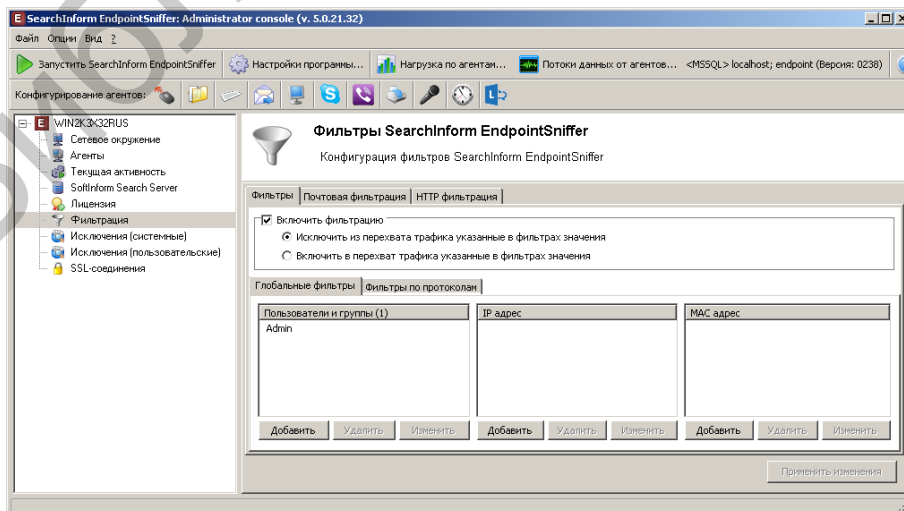 SearchInform EndpointSniffer: Administrator console (v. 5.0.21.32)
Файл Опции Вид ?
Запустить SearchInform EndpointSniffer Настройки программы... Нагрузка по агентам... Потоки данных от агентов... <MSSQL> localhost; endpoint (Версия: 0238)
Конфигурирование агентов:
WIN2K3X32RUS
Сетевое окружение
Агенты
Текущая активность
SoftInform Search Server
Лицензия
Фильтрация
Исключения (системные)
Исключения (пользовательские)
SSL-соединения
Фильтры SearchInform EndpointSniffer
Конфигурация фильтров SearchInform EndpointSniffer
Фильтры Почтовая фильтрация HTTP фильтрация
Включить фильтрацию
Исключить из перехвата трафика указанные в фильтрах значения
Включить в перехват трафика указанные в фильтрах значения
Глобальные фильтры Фильтры по протоколам
Пользователи и группы (1) IP адрес MAC адрес
Admin
Добавить Удалить Изменить Добавить Удалить Изменить Добавить Удалить Изменить
Применить изменения